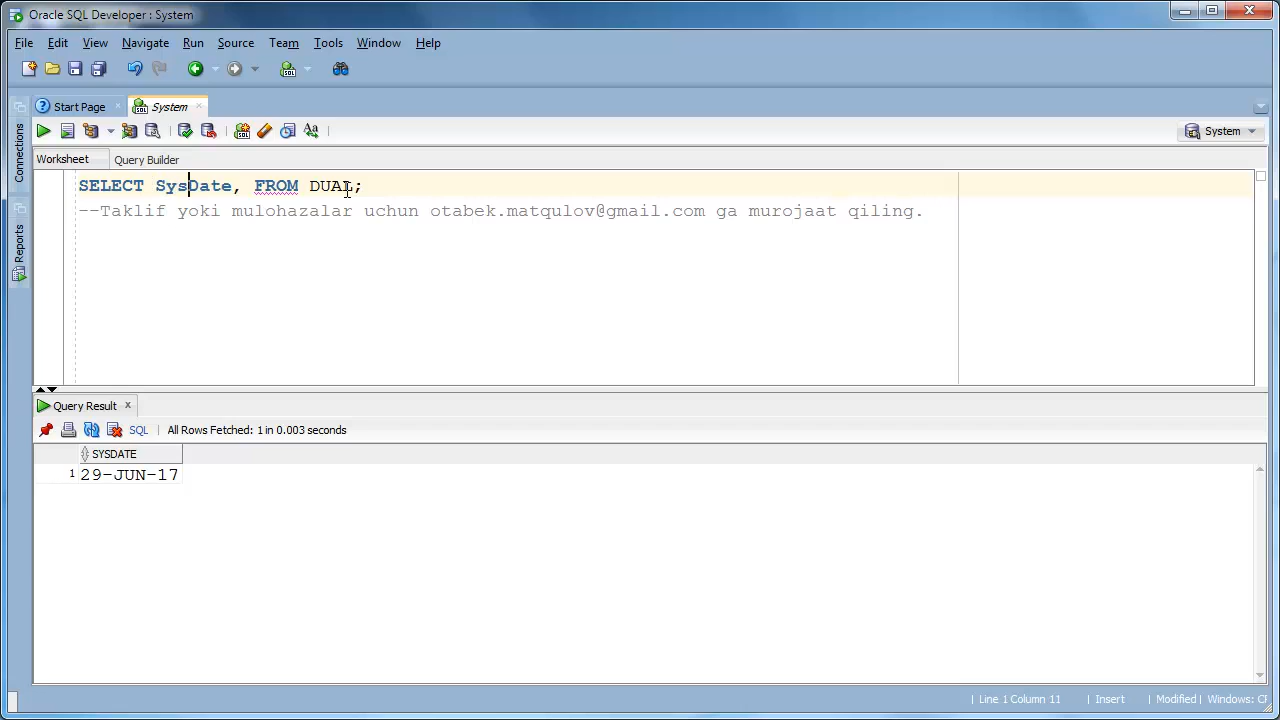 Oracle SQL Developer : System
File Edit View Navigate Run Source Team Tools Window Help
Start Page System
System
Connections
Reports
Worksheet Query Builder
SELECT SysDate, FROM DUAL;
--Taklif yoki mulohazalar uchun otabek.matqulov@gmail.com ga murojaat qiling.
Query Result
SQL All Rows Fetched: 1 in 0.003 seconds
SYSDATE
1 29-JUN-17
Line 1 Column 11 Insert Modified Windows: